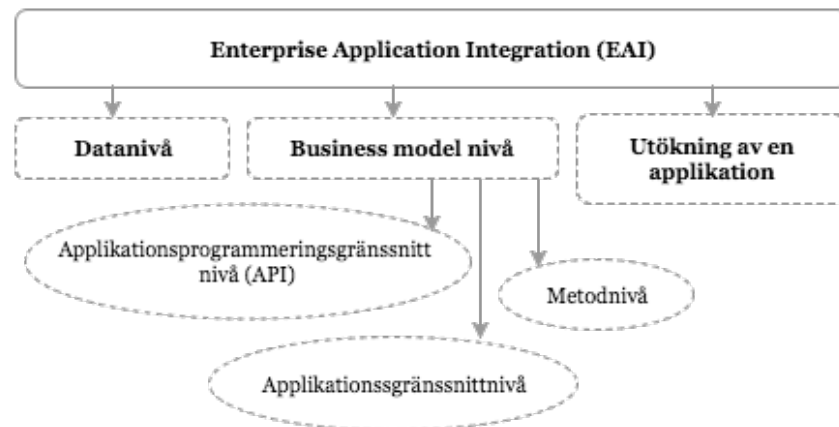 Enterprise Application Integration (EAI)
Datanivå
Business model nivå
Utökning av en
applikation
Applikationsprogrammeringsgränssnitt
nivå (API)
Metodnivå
Applikationssgränssnittnivå